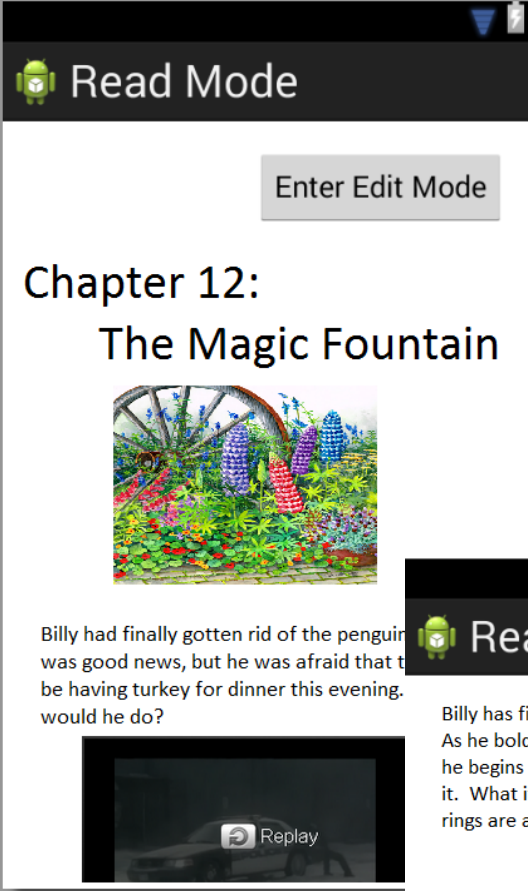 Read Mode
Enter Edit Mode
Chapter 12:
The Magic Fountain
Billy had finally gotten rid of the penguin
was good news, but he was afraid that t
be having turkey for dinner this evening.
would he do?
Replay
Rea
Billy has fi
As he bold
he begins
it. What i
rings are a